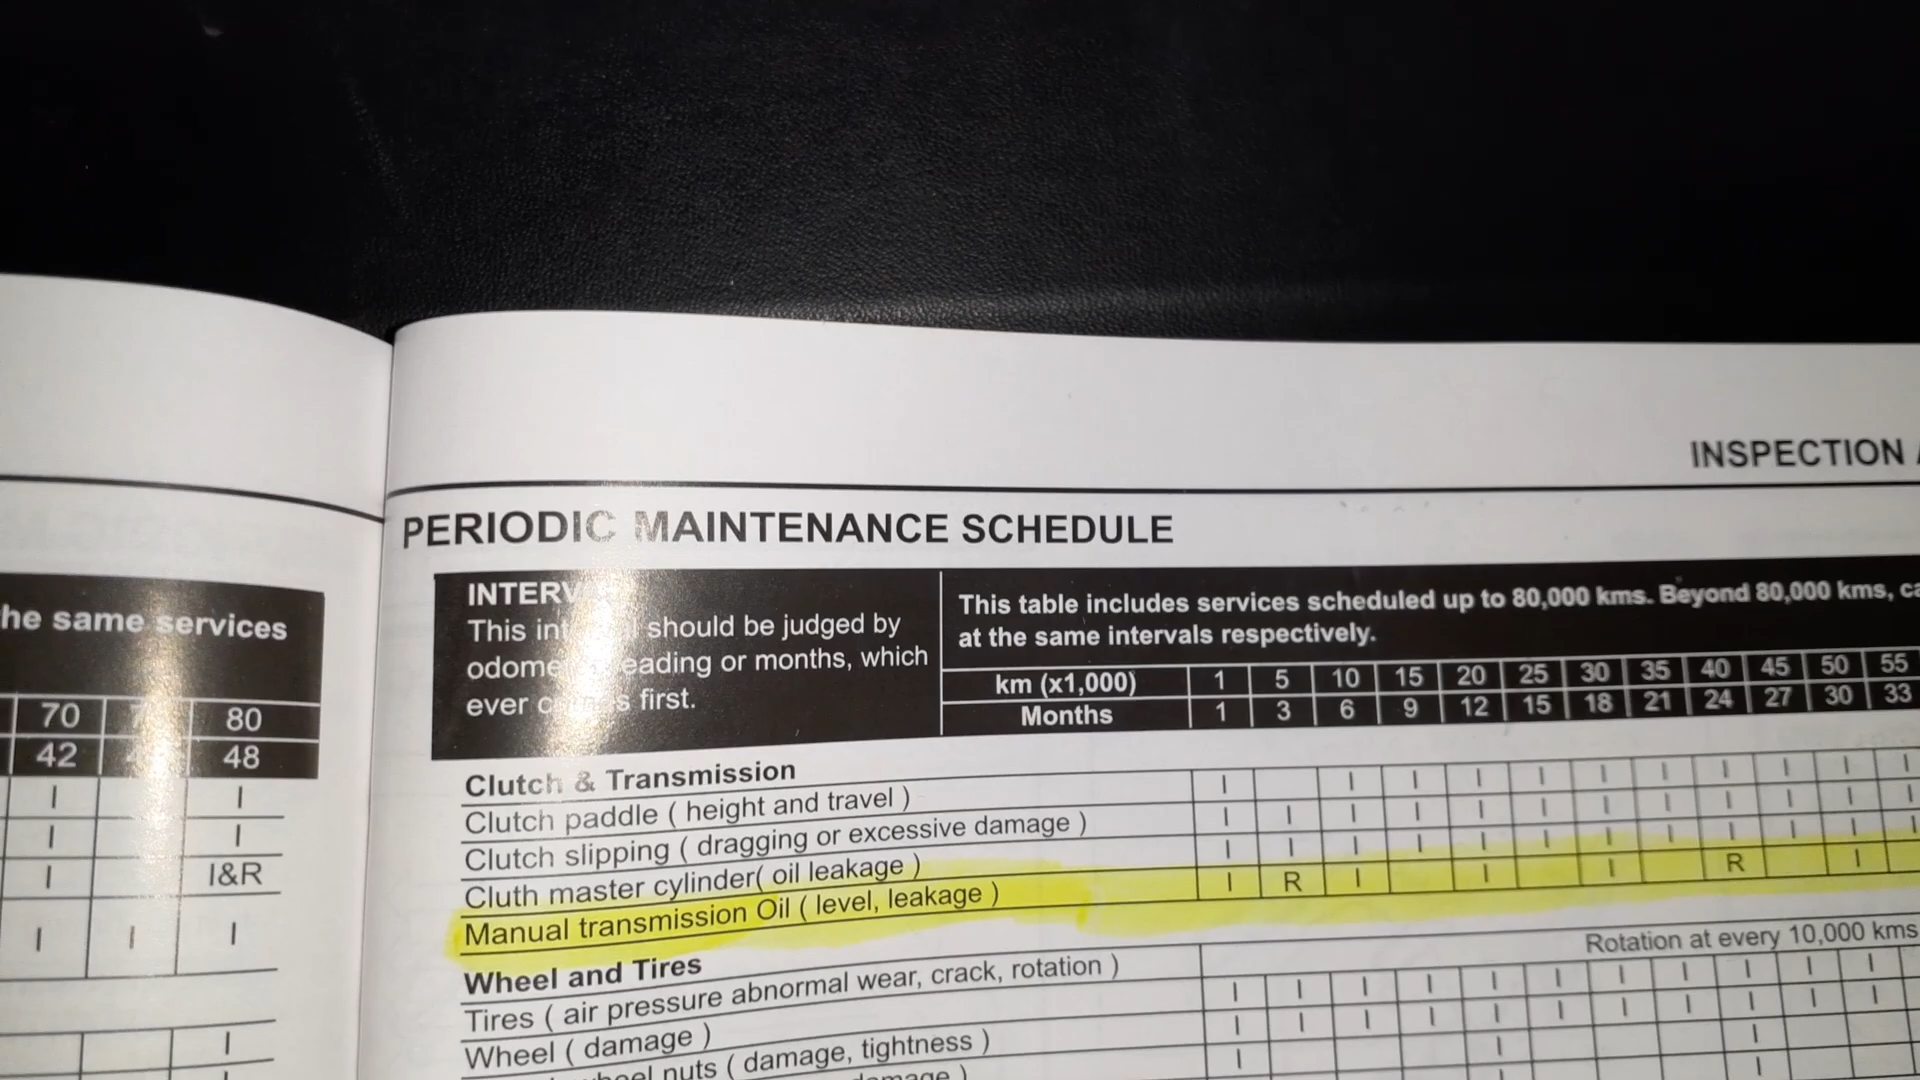 INSPECTION
he same services
70 80
42 48
I I
I I
I I&R
I I I
I
PERIODIC MAINTENANCE SCHEDULE
This should be judged by
or months, which
ever first.
This table includes services scheduled up to 80,000 kms. Beyond 80,000 kms,
at the same intervals respectively.
km (x1,000) 1 5 10 15 20 25 30 35 40 45 50 55
Months 1 3 6 9 12 15 18 21 24 27 30 33
Clutch & Transmission
Clutch paddle ( height and travel ) I I I I I I I I I I I
Clutch slipping ( dragging or excessive damage ) I I I I I I I I I I I I
Cluth master cylinder( oil leakage ) I I I I I I I I I I I I
Manual transmission Oil ( level, leakage ) I R I I I R I
Wheel and Tires
Rotation at every 10,000 kms
Tires ( air pressure abnormal wear, crack, rotation ) I I I I I I I I I I I
Wheel ( damage ) I I I I I I I I I I I
nuts ( damage, tightness ) I I I